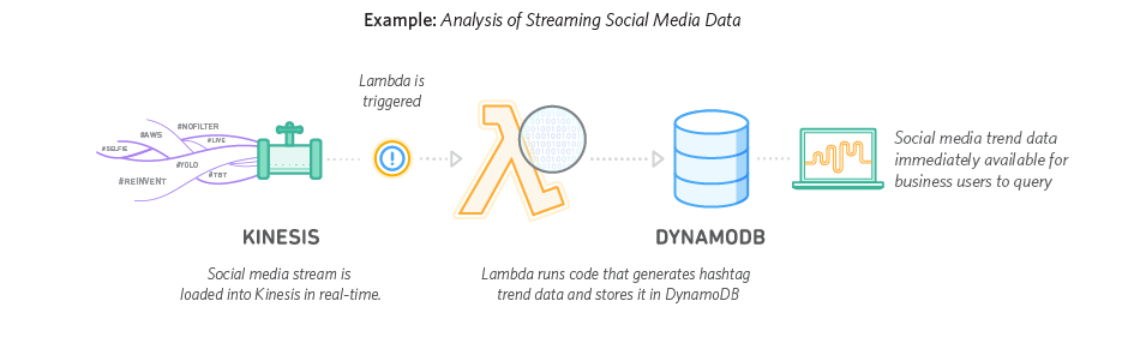 Example: Analysis of Streaming Social Media Data
Lambda is
triggered
#NOFILTER
#AWS
#LIVE
#SELFIE
#YOLO
#TBT
#REINVENT
Social media trend data
immediately available for
business users to query
KINESIS
DYNAMODB
Social media stream is
loaded into Kinesis in real-time.
Lambda runs code that generates hashtag
trend data and stores it in DynamoDB